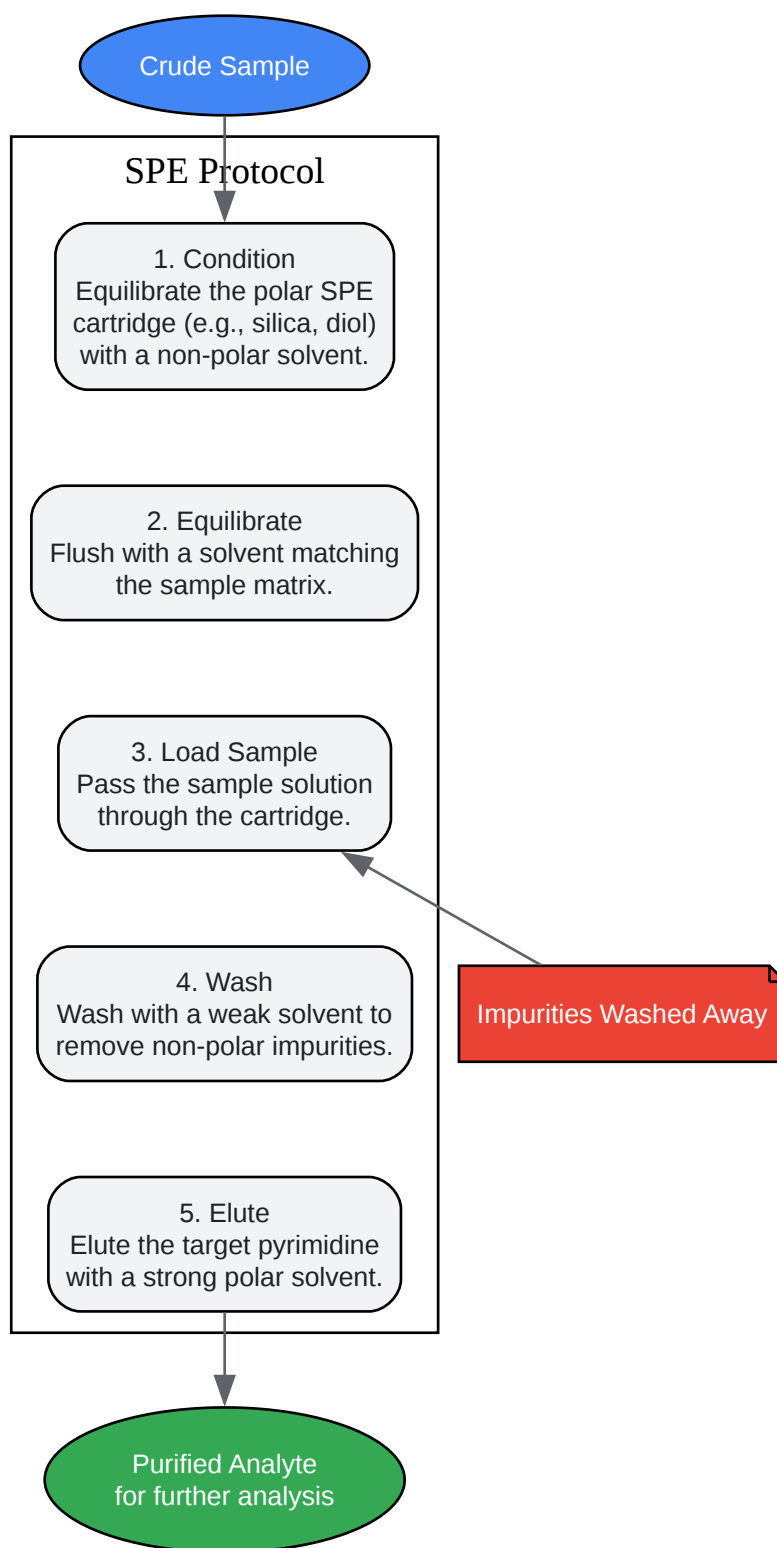 Crude Sample
SPE Protocol
1. Condition
Equilibrate the polar SPE
cartridge (e.g., silica, diol)
with a non-polar solvent.
2. Equilibrate
Flush with a solvent matching
the sample matrix.
3. Load Sample
Pass the sample solution
through the cartridge.
4. Wash
Wash with a weak solvent to
remove non-polar impurities.
Impurities Washed Away
5. Elute
Elute the target pyrimidine
with a strong polar solvent.
Purified Analyte
for further analysis